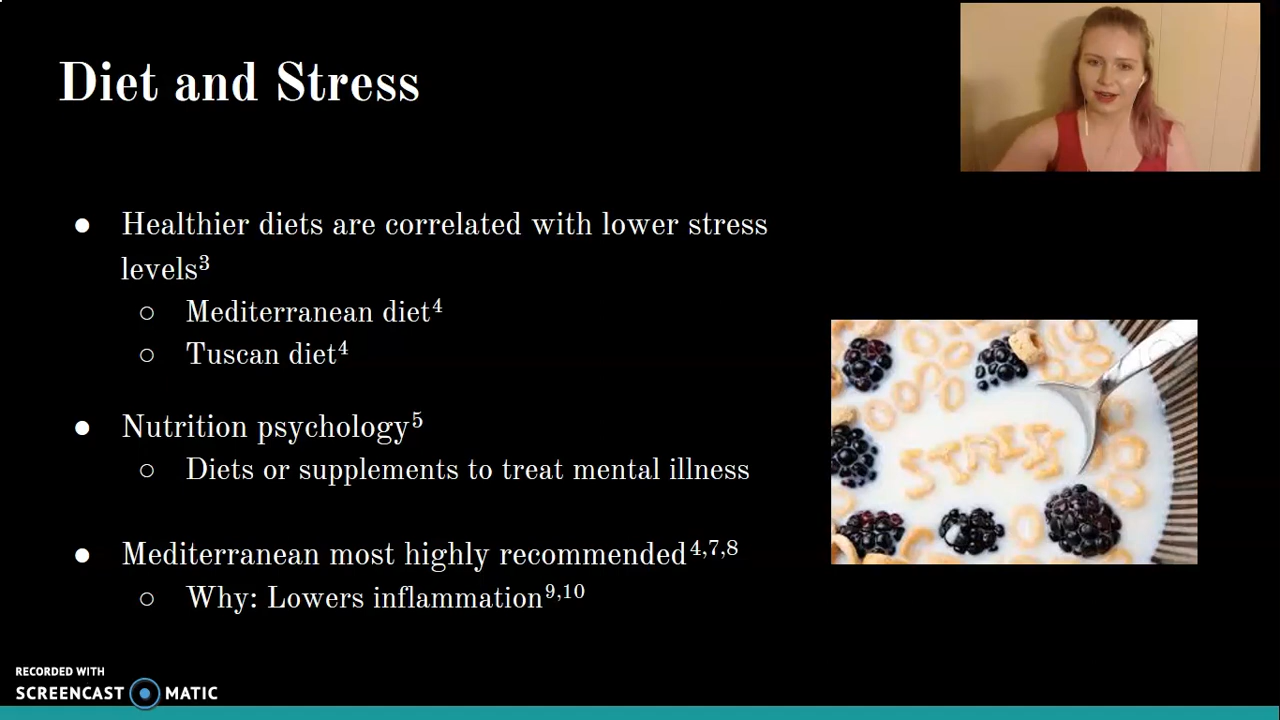 Diet and Stress
● Healthier diets are correlated with lower stress
levels³
○ Mediterranean diet⁴
○ Tuscan diet⁴
● Nutrition psychology⁵
○ Diets or supplements to treat mental illness
● Mediterranean most highly recommended⁴,⁷,⁸
○ Why: Lowers inflammation⁹,¹⁰
STRESS
RECORDED WITH
SCREENCAST MATIC